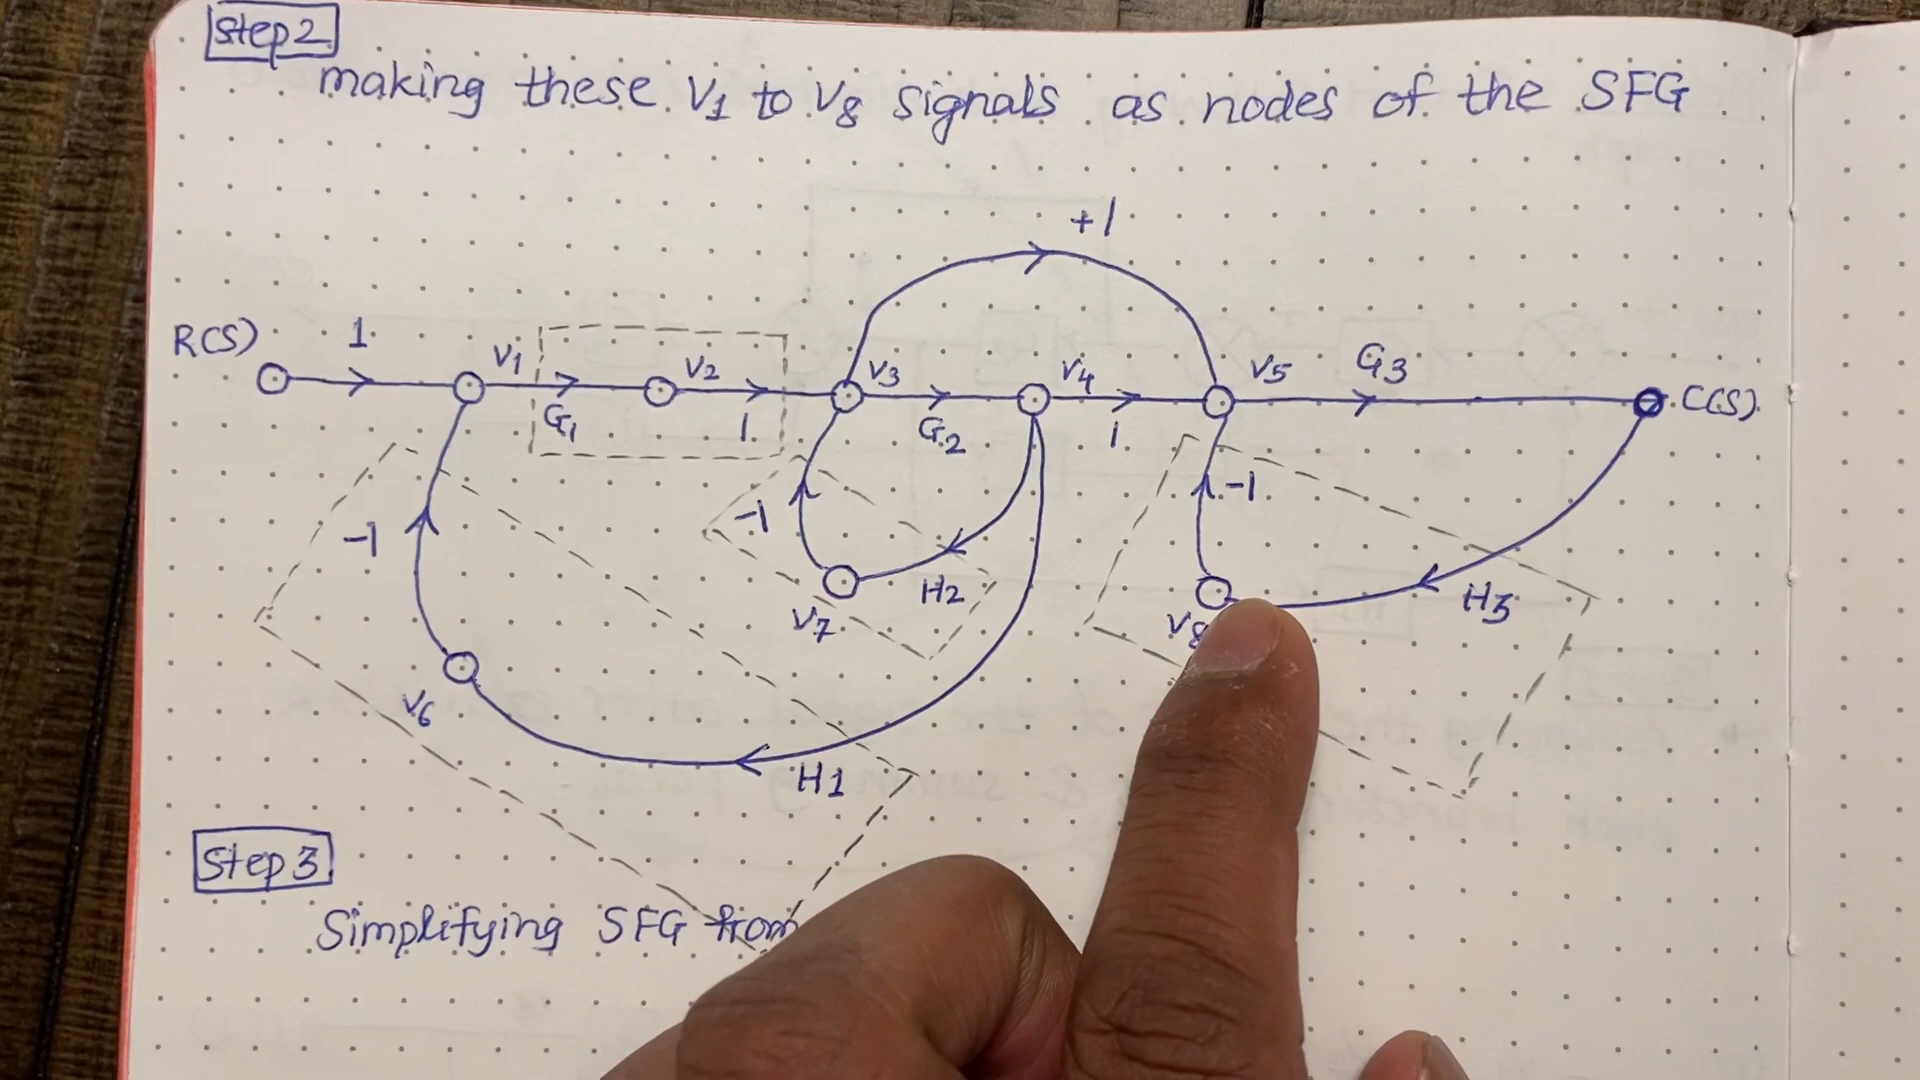 Step 2
making these V1 to V8 signals as nodes of the SFG
+1
R(S) 1 V1 G1 V2 1 V3 G2 V4 1 V5 G3 C(S)
-1 -1 -1
V7 H2 V8 H3
V6 H1
Step 3
Simplifying SFG from